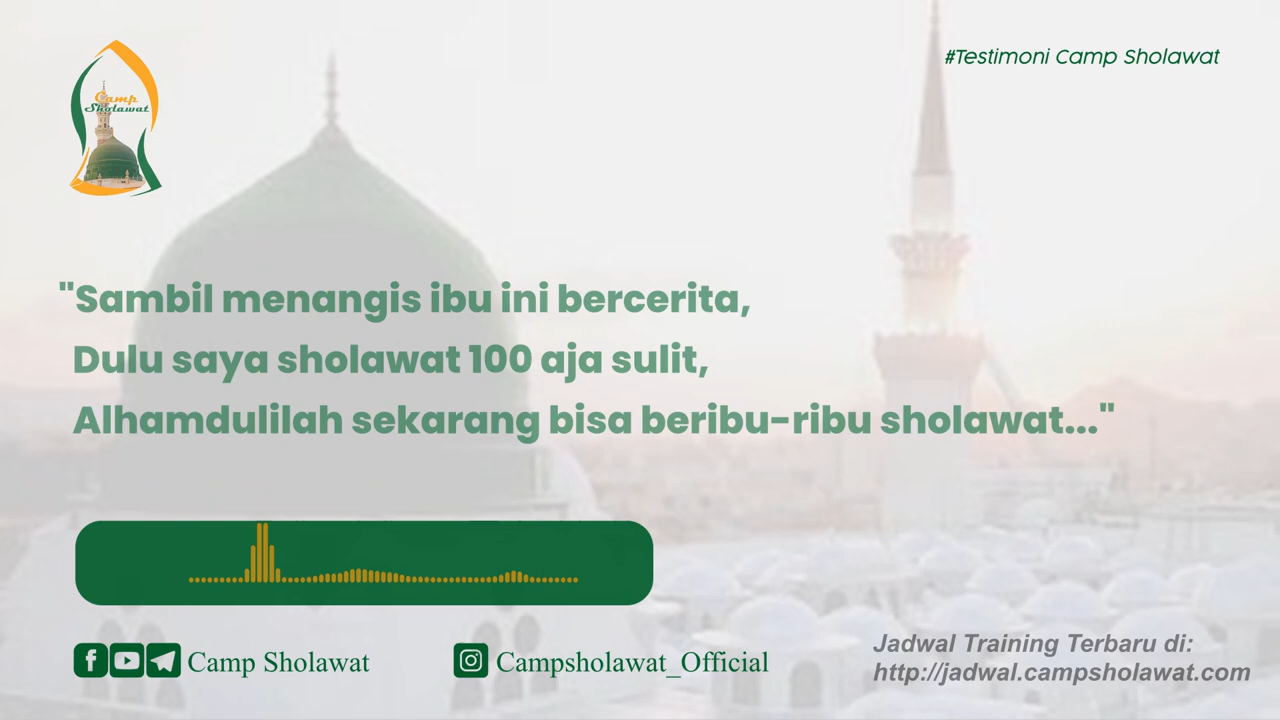 Camp
Sholawat
#Testimoni Camp Sholawat
"Sambil menangis ibu ini bercerita,
Dulu saya sholawat 100 aja sulit,
Alhamdulilah sekarang bisa beribu-ribu sholawat..."
Camp Sholawat
Campsholawat_Official
Jadwal Training Terbaru di:
http://jadwal.campsholawat.com